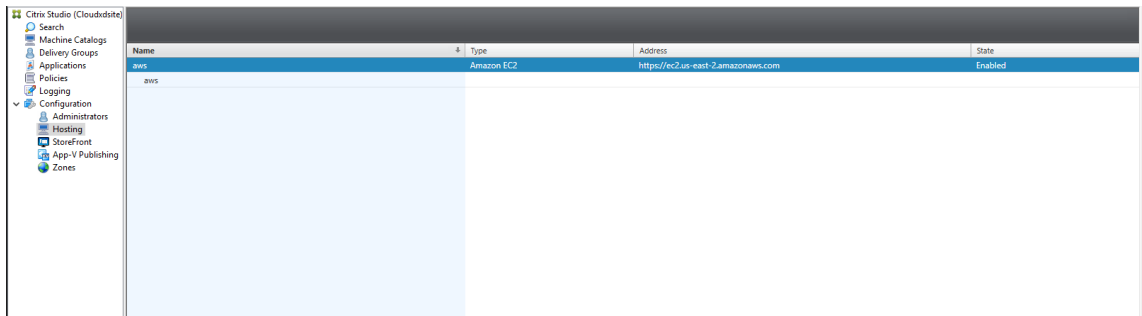 Citrix Studio (Cloudxdsite)
Search
Machine Catalogs
Delivery Groups
Applications
Policies
Logging
Configuration
Administrators
Hosting
StoreFront
App-V Publishing
Zones
Name Type Address State
aws Amazon EC2 https://ec2.us-east-2.amazonaws.com Enabled
aws